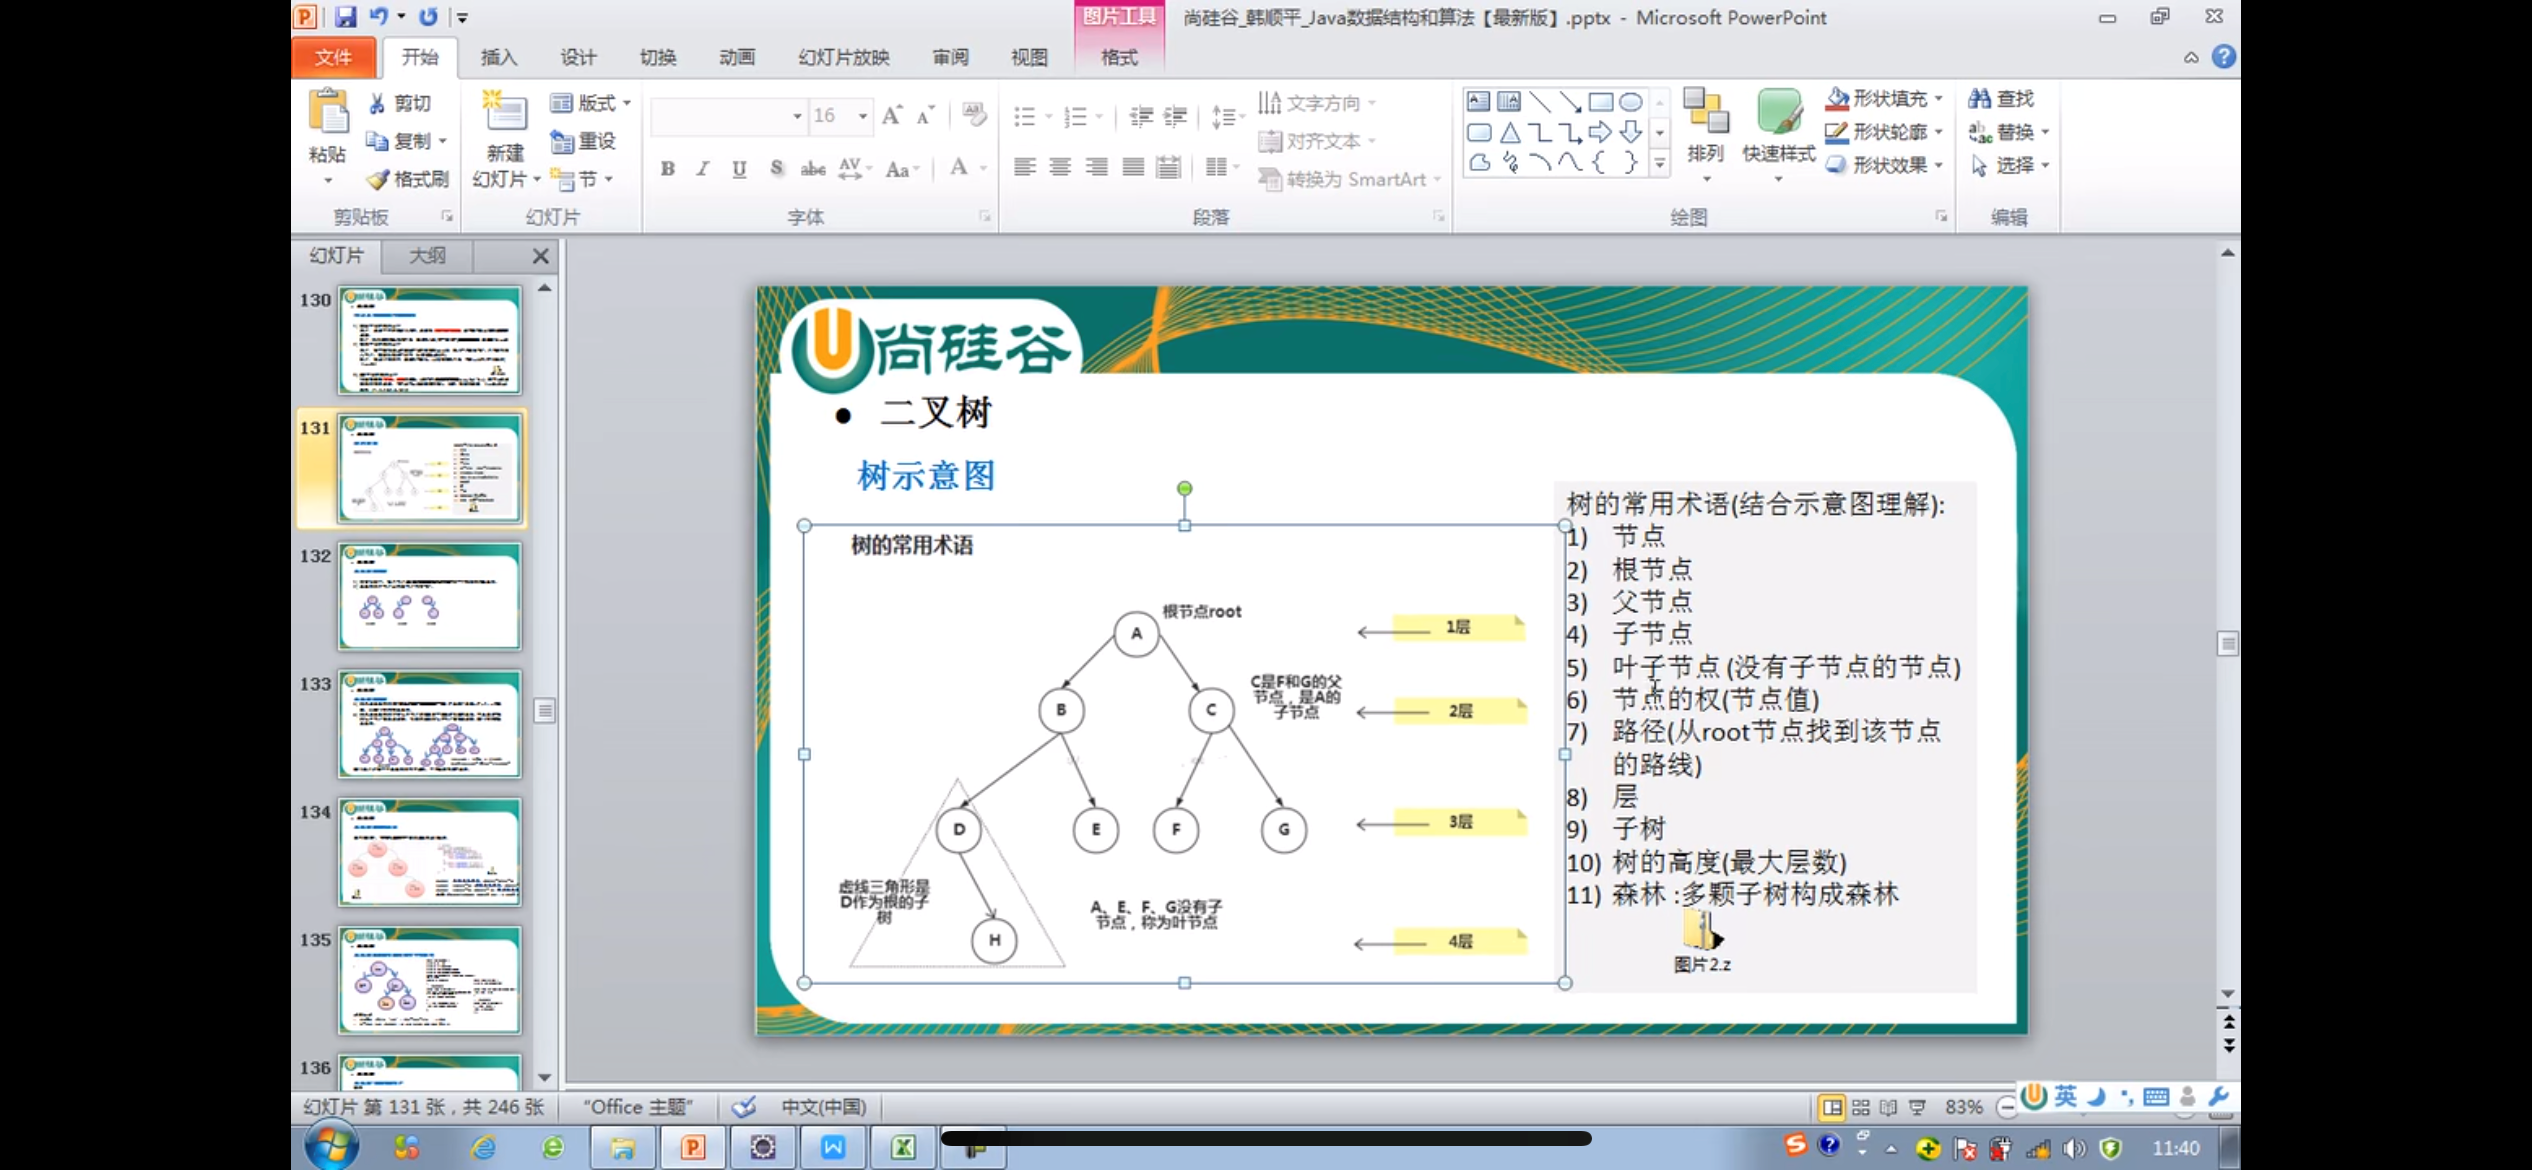 图片工具
尚硅谷_韩顺平_Java数据结构和算法【最新版】.pptx - Microsoft PowerPoint
文件 开始 插入 设计 切换 动画 幻灯片放映 审阅 视图 格式
粘贴 剪切 复制 格式刷
新建幻灯片 版式 重设 节
16
B I U S abc AV Aa A
文字方向
对齐文本
转换为 SmartArt
排列 快速样式 形状填充 形状轮廓 形状效果
查找 替换 选择
剪贴板 幻灯片 字体 段落 绘图 编辑
幻灯片 大纲
130
131
132
133
134
135
136
尚硅谷
• 二叉树
树示意图
树的常用术语
根节点root
A
B
C
D
E
F
G
H
C是F和G的父
节点，是A的
子节点
虚线三角形是
D作为根的子
树
A、E、F、G没有子
节点，称为叶节点
1层
2层
3层
4层
树的常用术语(结合示意图理解):
1) 节点
2) 根节点
3) 父节点
4) 子节点
5) 叶子节点 (没有子节点的节点)
6) 节点的权(节点值)
7) 路径(从root节点找到该节点
的路线)
8) 层
9) 子树
10) 树的高度(最大层数)
11) 森林 :多颗子树构成森林
图片2.z
幻灯片 第 131 张，共 246 张 "Office 主题" 中文(中国) 83%
英
11:40